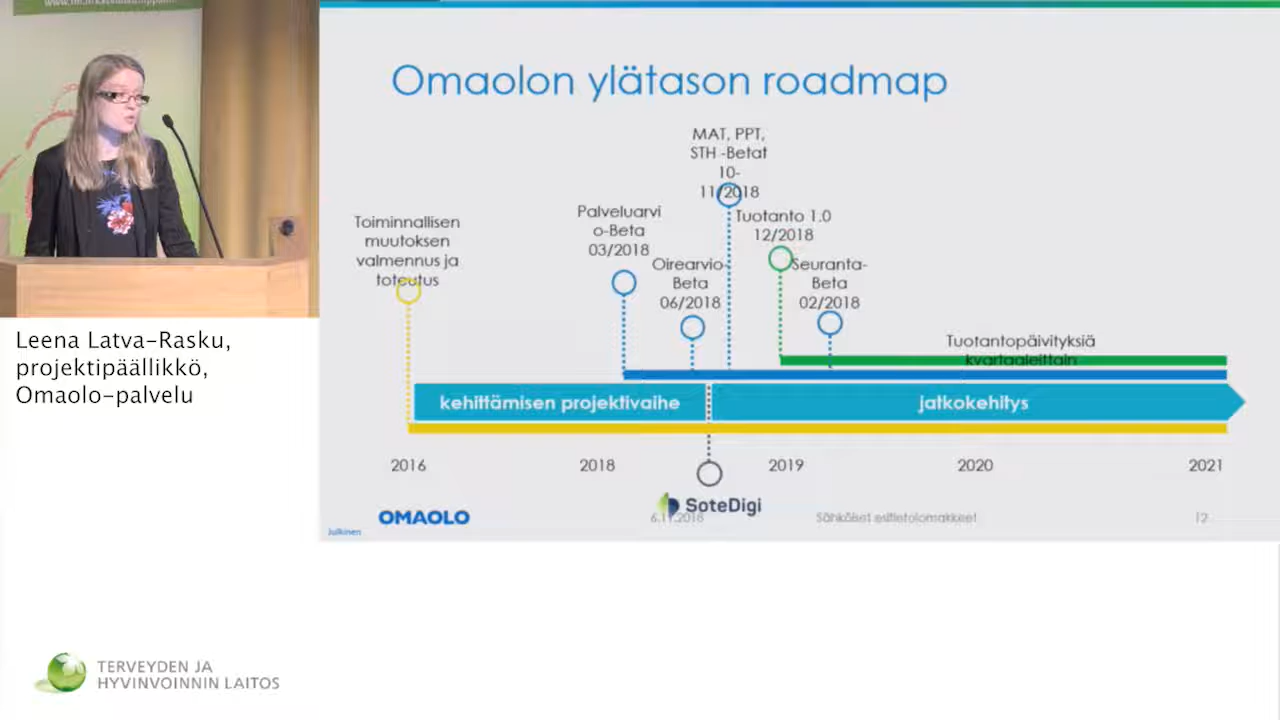 Omaolon ylätason roadmap
MAT, PPT,
STH -Betat
10-
11/2018
Toiminnallisen
muutoksen
valmennus ja
toteutus
Palveluarvi
o-Beta
03/2018
Oirearvio-
Beta
06/2018
Tuotanto 1.0
12/2018
Seuranta-
Beta
02/2018
Tuotantopäivityksiä
kvartaaleittain
kehittämisen projektivaihe
jatkokehitys
2016
2018
2019
2020
2021
SoteDigi
OMAOLO
6.11.2018
Sähköiset esitietolomakkeet
12
Julkinen
Leena Latva-Rasku,
projektipäällikkö,
Omaolo-palvelu
TERVEYDEN JA
HYVINVOINNIN LAITOS